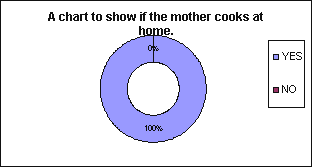 A chart to show if the mother cooks at
home.
0%
YES
NO
100%